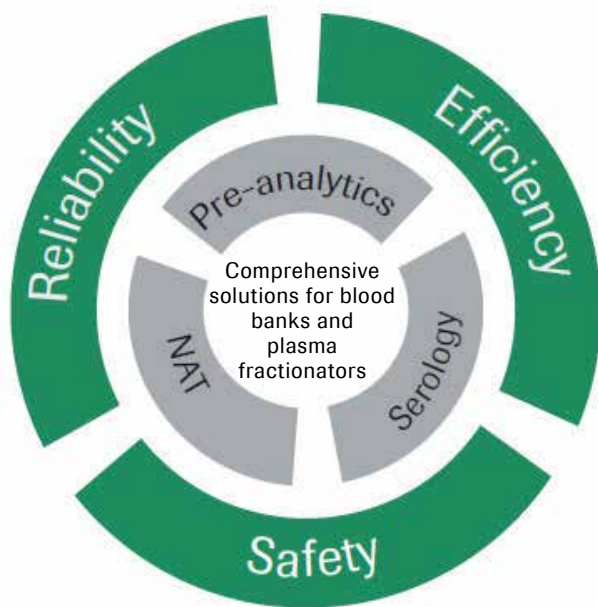 Reliability
Efficiency
Pre-analytics
Comprehensive
solutions for blood
banks and
plasma
fractionators
NAT
Serology
Safety